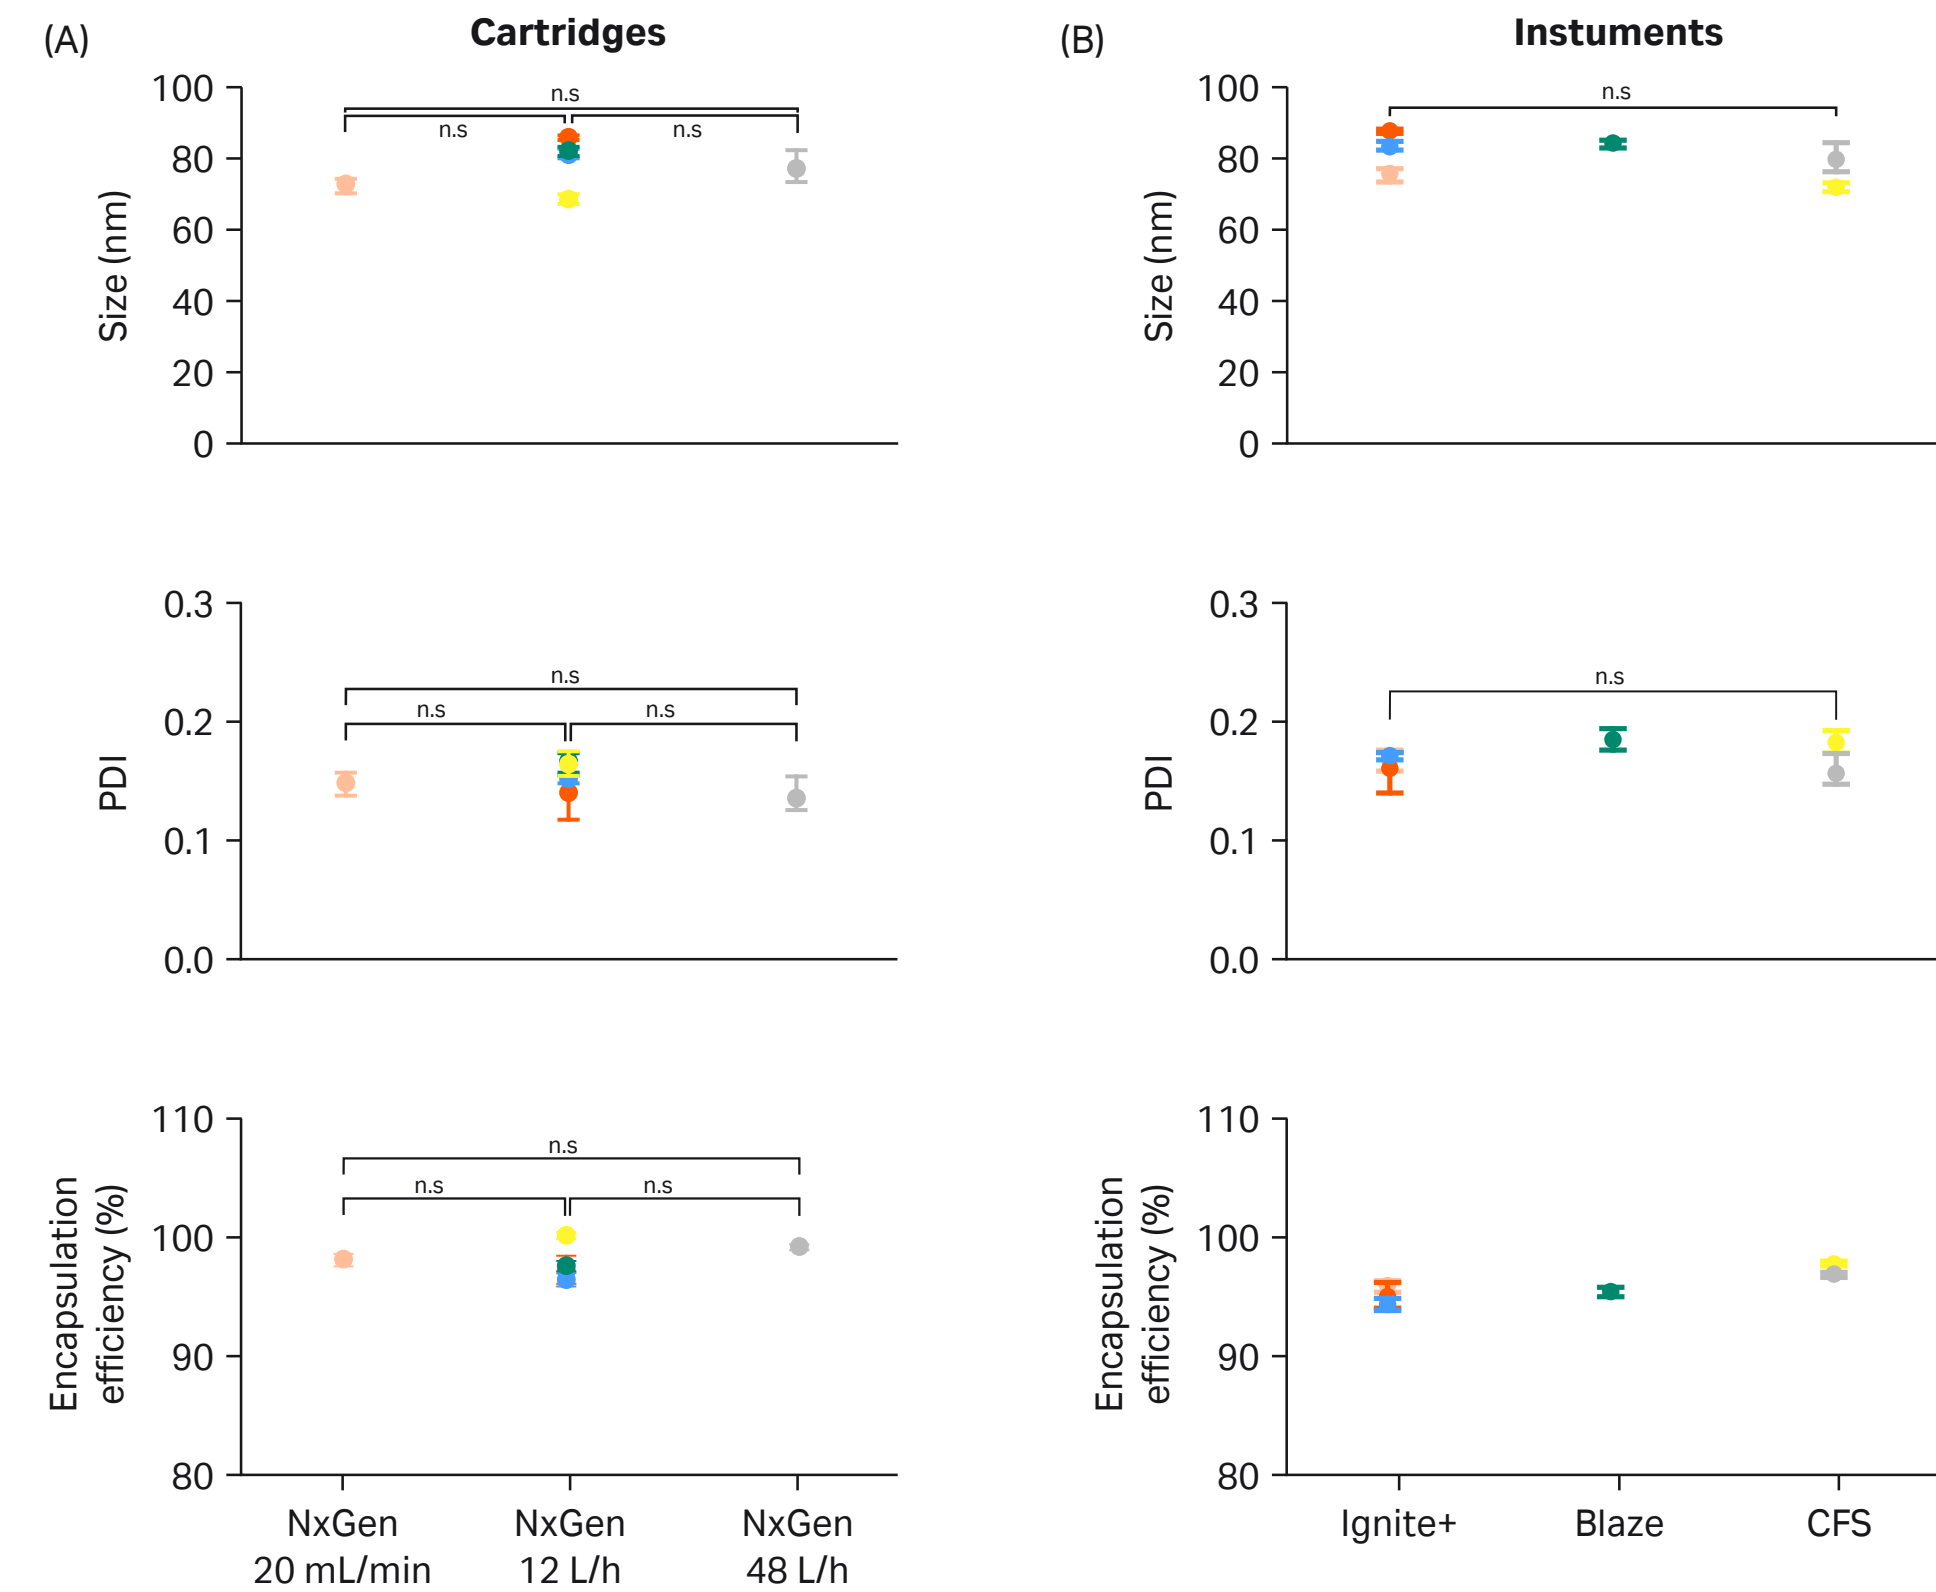 (A)
Cartridges
100
80
60
40
20
0
Size (nm)
n.s
n.s
n.s
0.3
0.2
0.1
0.0
PDI
n.s
n.s
n.s
110
100
90
80
Encapsulation
efficiency (%)
n.s
n.s
n.s
NxGen
20 mL/min
NxGen
12 L/h
NxGen
48 L/h
(B)
Instuments
100
80
60
40
20
0
Size (nm)
n.s
0.3
0.2
0.1
0.0
PDI
n.s
110
100
90
80
Encapsulation
efficiency (%)
Ignite+
Blaze
CFS